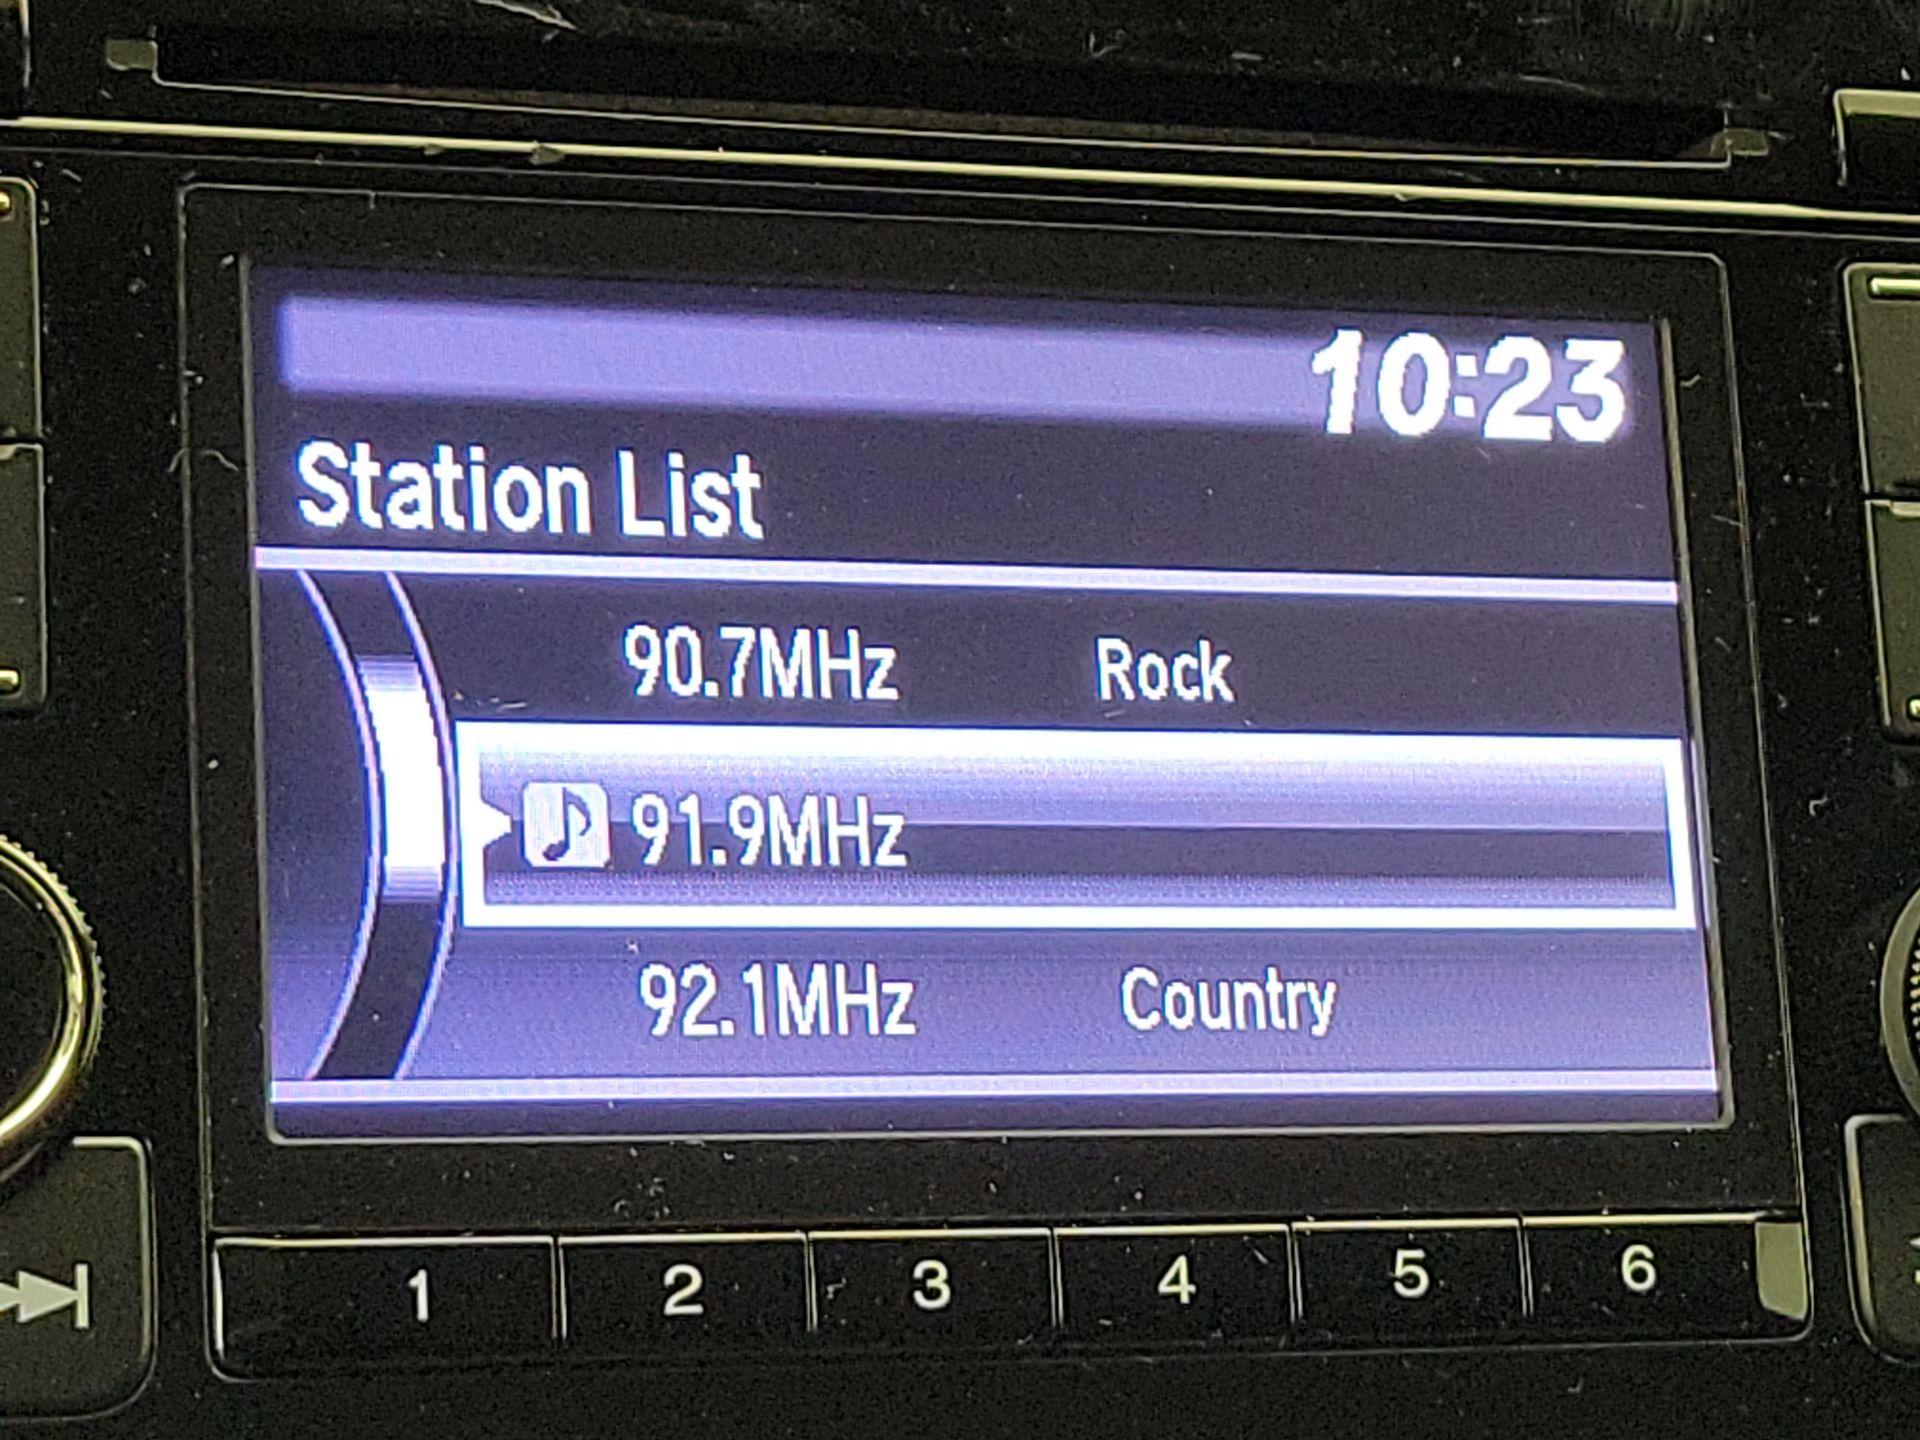 10:23
Station List
90.7MHz Rock
91.9MHz
92.1MHz Country
1 2 3 4 5 6